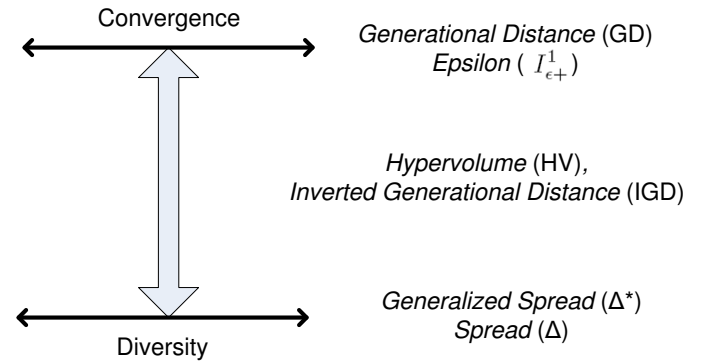 Convergence
Generational Distance (GD)
Epsilon ( I¹ϵ+ )
Hypervolume (HV),
Inverted Generational Distance (IGD)
Generalized Spread (Δ*)
Spread (Δ)
Diversity